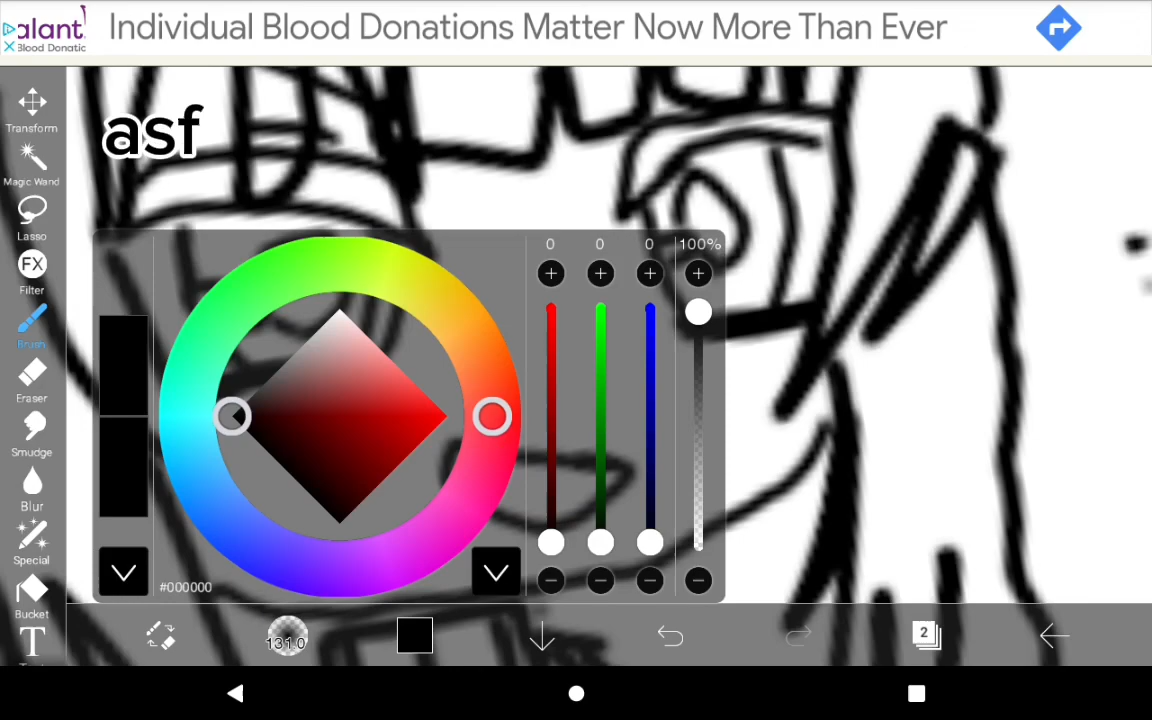 alant
Blood Donatic
Individual Blood Donations Matter Now More Than Ever
asf
Transform
Magic Wand
Lasso
FX
Filter
Brush
Eraser
Smudge
Blur
Special
Bucket
T
0 0 0 100%
#000000
131.0
2